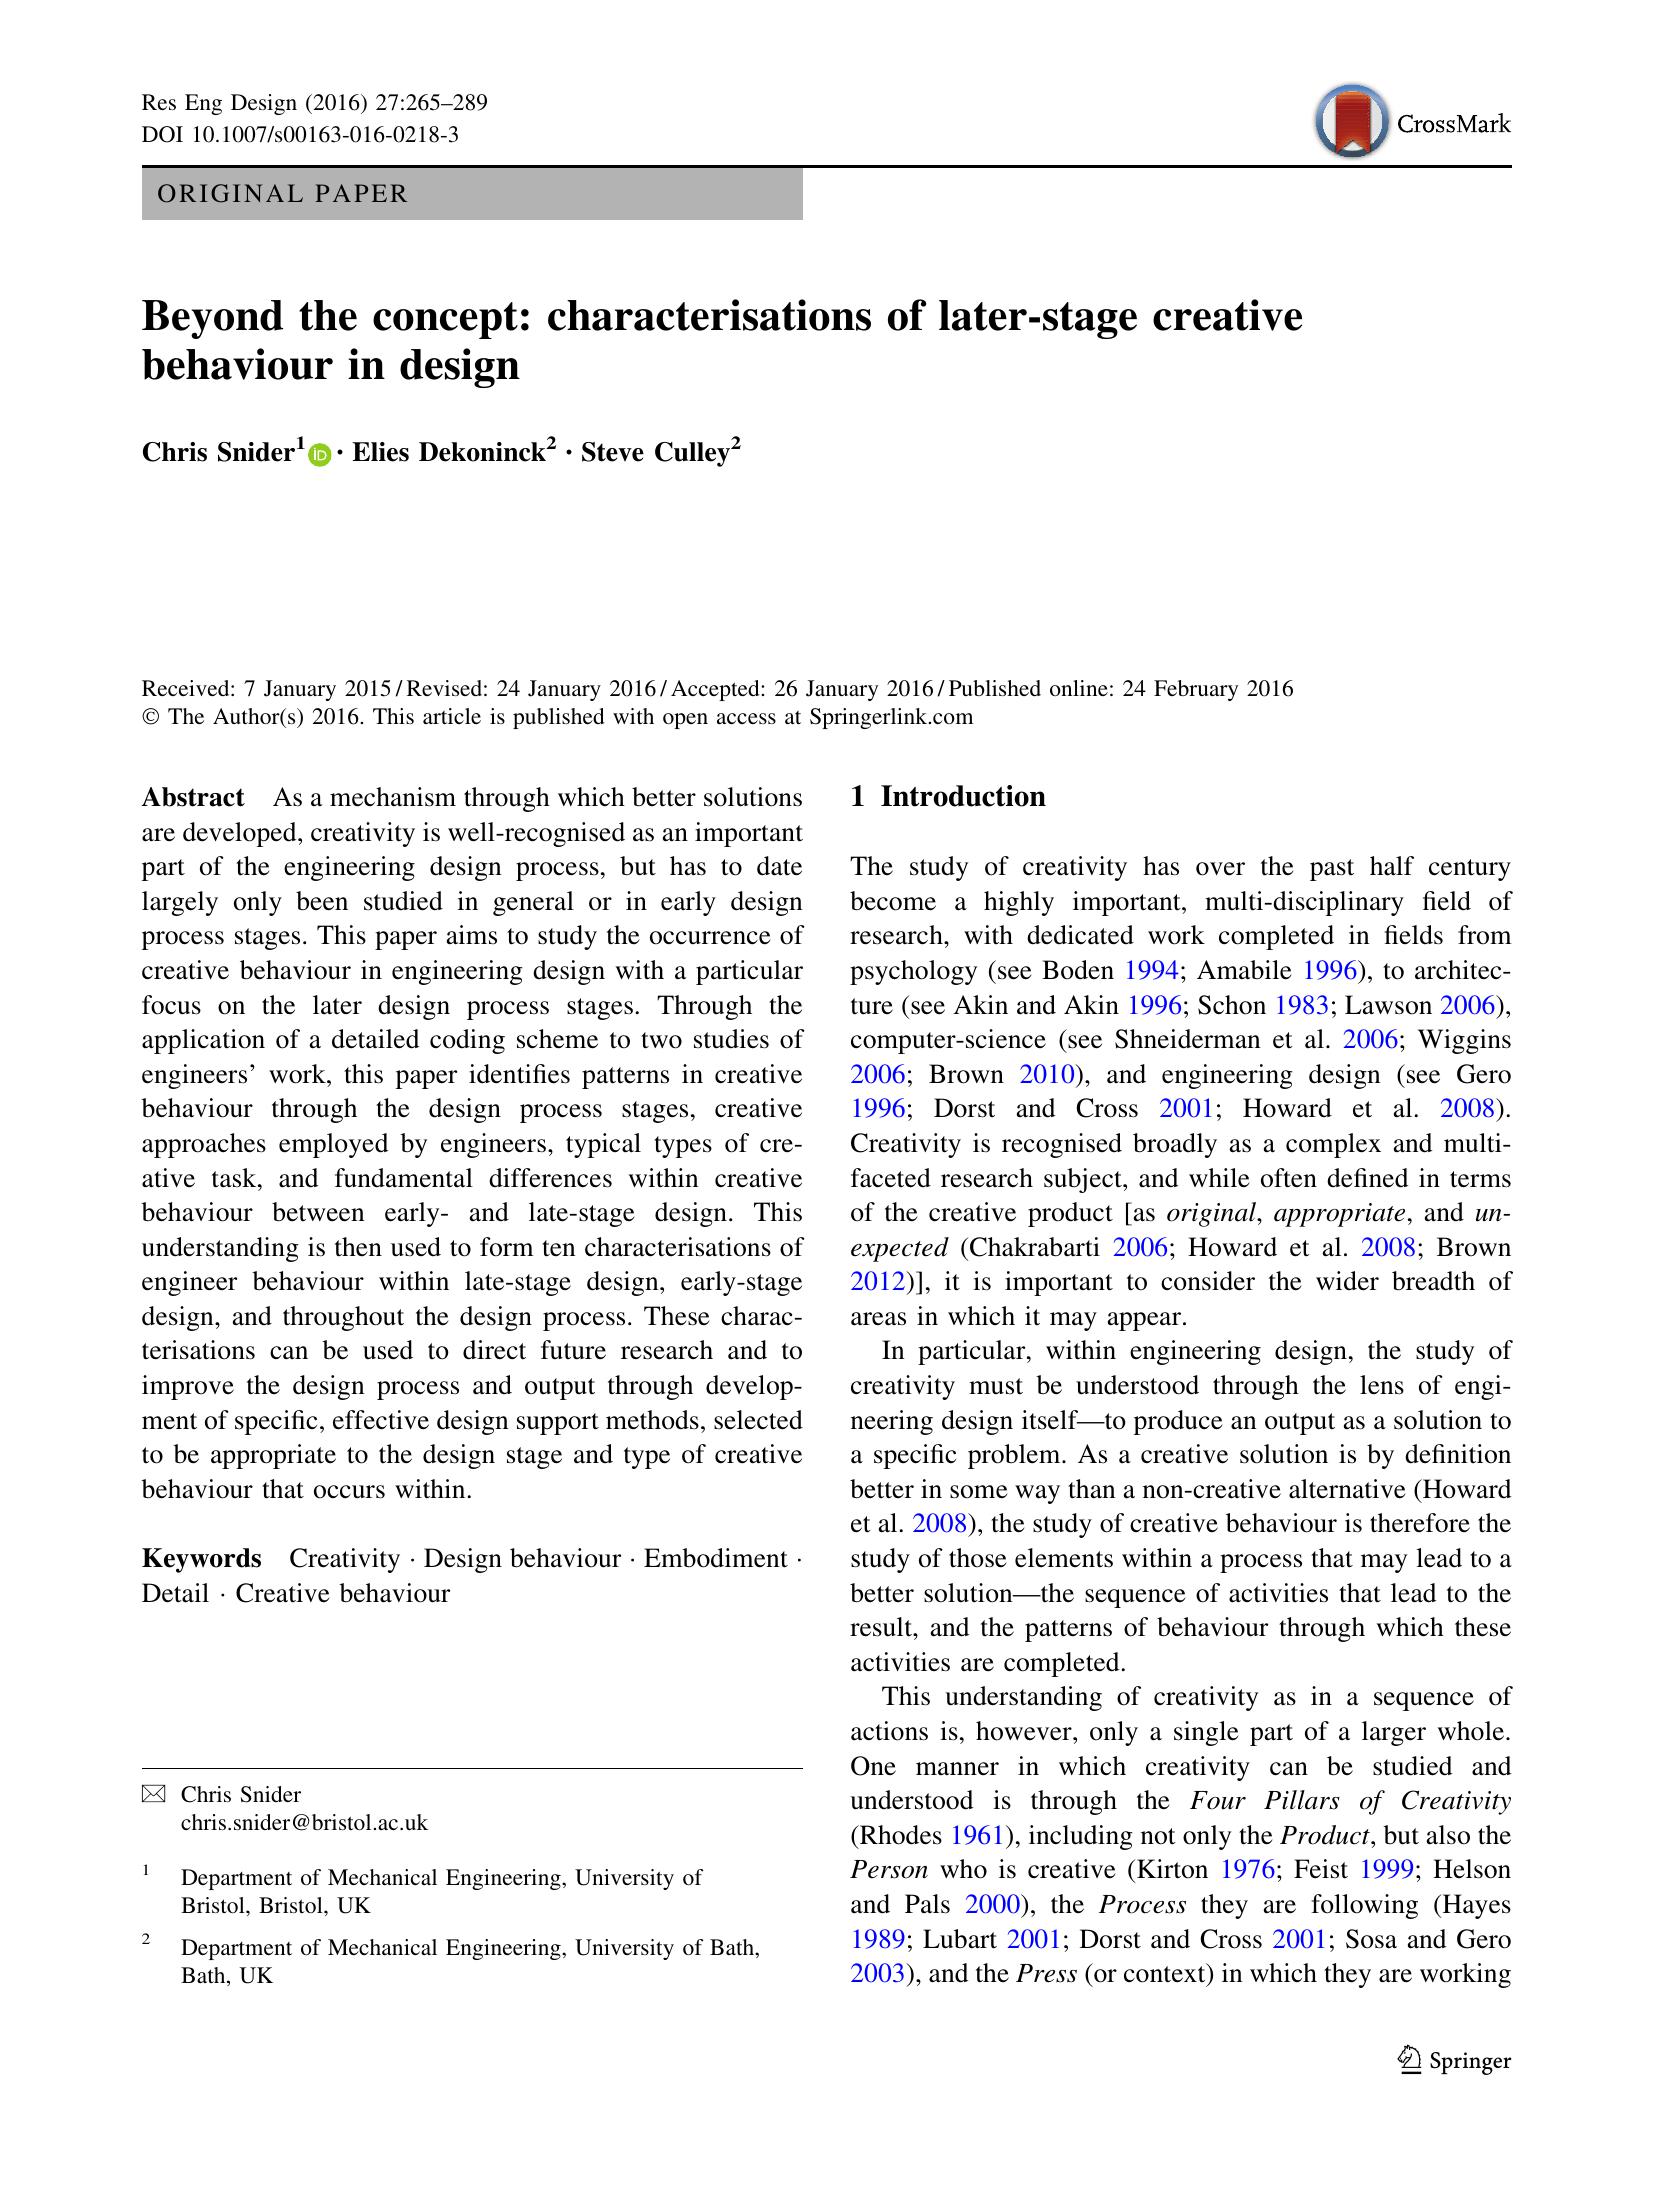 Res Eng Design (2016) 27:265–289
DOI 10.1007/s00163-016-0218-3
CrossMark
ORIGINAL PAPER
Beyond the concept: characterisations of later-stage creative
behaviour in design
Chris Snider1 iD · Elies Dekoninck2 · Steve Culley2
Received: 7 January 2015 / Revised: 24 January 2016 / Accepted: 26 January 2016 / Published online: 24 February 2016
© The Author(s) 2016. This article is published with open access at Springerlink.com
Abstract As a mechanism through which better solutions
are developed, creativity is well-recognised as an important
part of the engineering design process, but has to date
largely only been studied in general or in early design
process stages. This paper aims to study the occurrence of
creative behaviour in engineering design with a particular
focus on the later design process stages. Through the
application of a detailed coding scheme to two studies of
engineers' work, this paper identifies patterns in creative
behaviour through the design process stages, creative
approaches employed by engineers, typical types of cre-
ative task, and fundamental differences within creative
behaviour between early- and late-stage design. This
understanding is then used to form ten characterisations of
engineer behaviour within late-stage design, early-stage
design, and throughout the design process. These charac-
terisations can be used to direct future research and to
improve the design process and output through develop-
ment of specific, effective design support methods, selected
to be appropriate to the design stage and type of creative
behaviour that occurs within.
Keywords Creativity · Design behaviour · Embodiment ·
Detail · Creative behaviour
Chris Snider
chris.snider@bristol.ac.uk
1 Department of Mechanical Engineering, University of
Bristol, Bristol, UK
2 Department of Mechanical Engineering, University of Bath,
Bath, UK
1 Introduction
The study of creativity has over the past half century
become a highly important, multi-disciplinary field of
research, with dedicated work completed in fields from
psychology (see Boden 1994; Amabile 1996), to architec-
ture (see Akin and Akin 1996; Schon 1983; Lawson 2006),
computer-science (see Shneiderman et al. 2006; Wiggins
2006; Brown 2010), and engineering design (see Gero
1996; Dorst and Cross 2001; Howard et al. 2008).
Creativity is recognised broadly as a complex and multi-
faceted research subject, and while often defined in terms
of the creative product [as original, appropriate, and un-
expected (Chakrabarti 2006; Howard et al. 2008; Brown
2012)], it is important to consider the wider breadth of
areas in which it may appear.
In particular, within engineering design, the study of
creativity must be understood through the lens of engi-
neering design itself—to produce an output as a solution to
a specific problem. As a creative solution is by definition
better in some way than a non-creative alternative (Howard
et al. 2008), the study of creative behaviour is therefore the
study of those elements within a process that may lead to a
better solution—the sequence of activities that lead to the
result, and the patterns of behaviour through which these
activities are completed.
This understanding of creativity as in a sequence of
actions is, however, only a single part of a larger whole.
One manner in which creativity can be studied and
understood is through the Four Pillars of Creativity
(Rhodes 1961), including not only the Product, but also the
Person who is creative (Kirton 1976; Feist 1999; Helson
and Pals 2000), the Process they are following (Hayes
1989; Lubart 2001; Dorst and Cross 2001; Sosa and Gero
2003), and the Press (or context) in which they are working
Springer